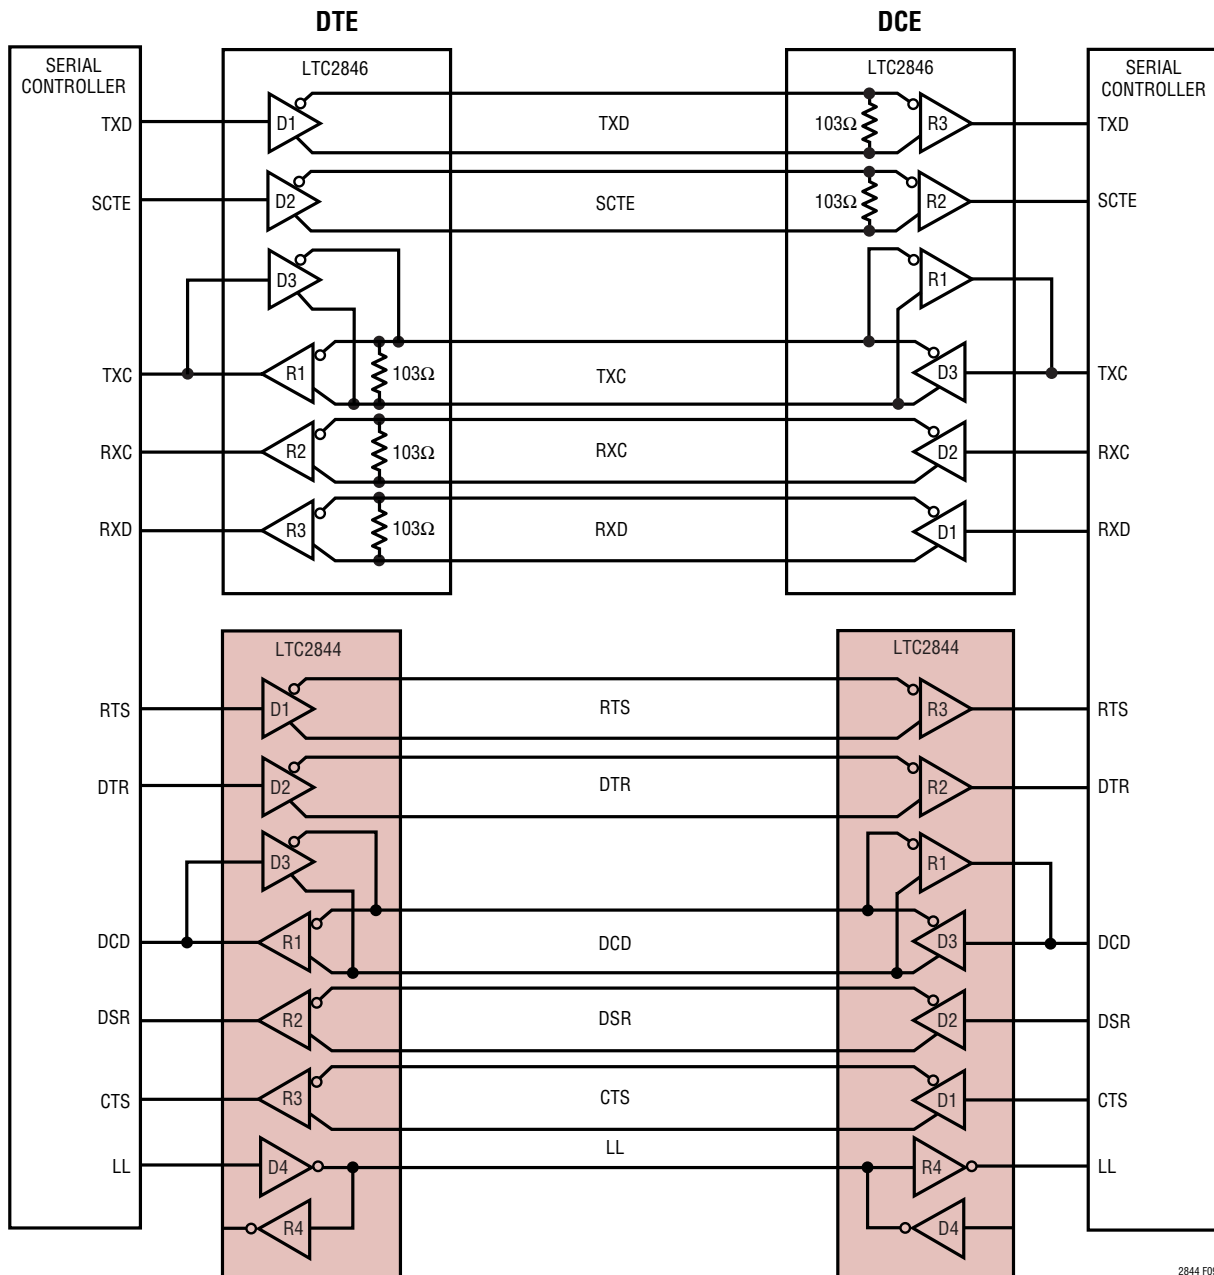 DTE
DCE
SERIAL
CONTROLLER
LTC2846
LTC2846
SERIAL
CONTROLLER
TXD
D1
TXD
103Ω
R3
TXD
SCTE
D2
SCTE
103Ω
R2
SCTE
D3
R1
TXC
R1
103Ω
TXC
D3
TXC
RXC
R2
103Ω
RXC
D2
RXC
RXD
R3
103Ω
RXD
D1
RXD
LTC2844
LTC2844
RTS
D1
RTS
R3
RTS
DTR
D2
DTR
R2
DTR
D3
R1
DCD
R1
DCD
D3
DCD
DSR
R2
DSR
D2
DSR
CTS
R3
CTS
D1
CTS
LL
D4
LL
R4
LL
R4
D4
2844 F09